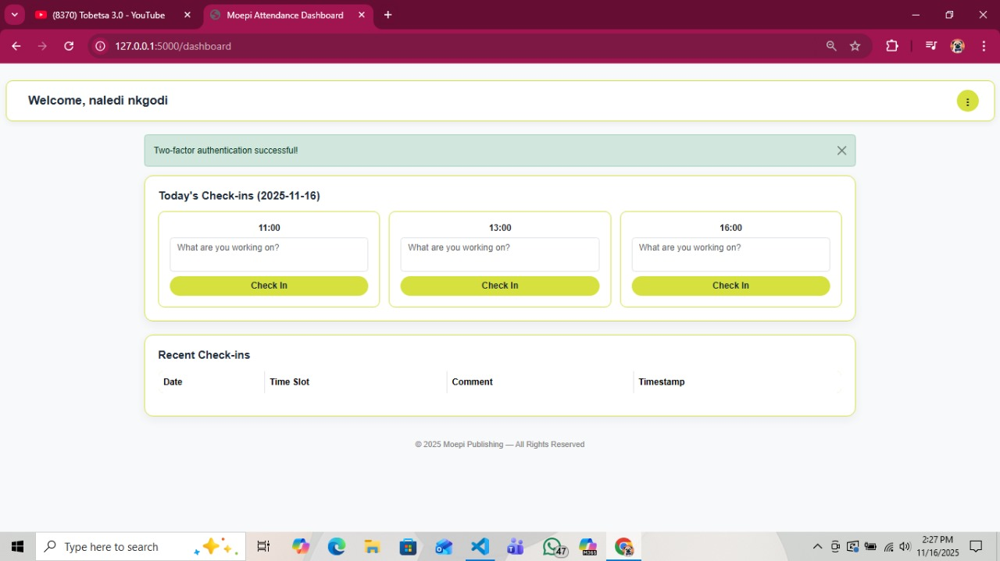 (8370) Tobetsa 3.0 - YouTube
Moepi Attendance Dashboard
127.0.0.1:5000/dashboard
Welcome, naledi nkgodi
Two-factor authentication successful!
Today's Check-ins (2025-11-16)
11:00
13:00
16:00
What are you working on?
What are you working on?
What are you working on?
Check In
Check In
Check In
Recent Check-ins
Date
Time Slot
Comment
Timestamp
© 2025 Moepi Publishing — All Rights Reserved
Type here to search
47
M365
2:27 PM
11/16/2025